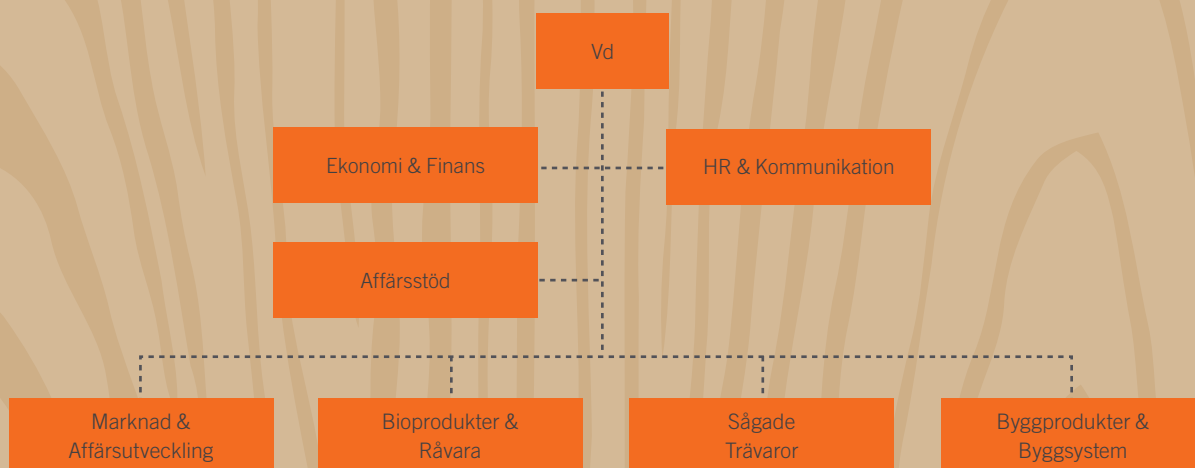 Vd
Ekonomi & Finans
HR & Kommunikation
Affärsstöd
Marknad &
Affärsutveckling
Bioprodukter &
Råvara
Sågade
Trävaror
Byggprodukter &
Byggsystem